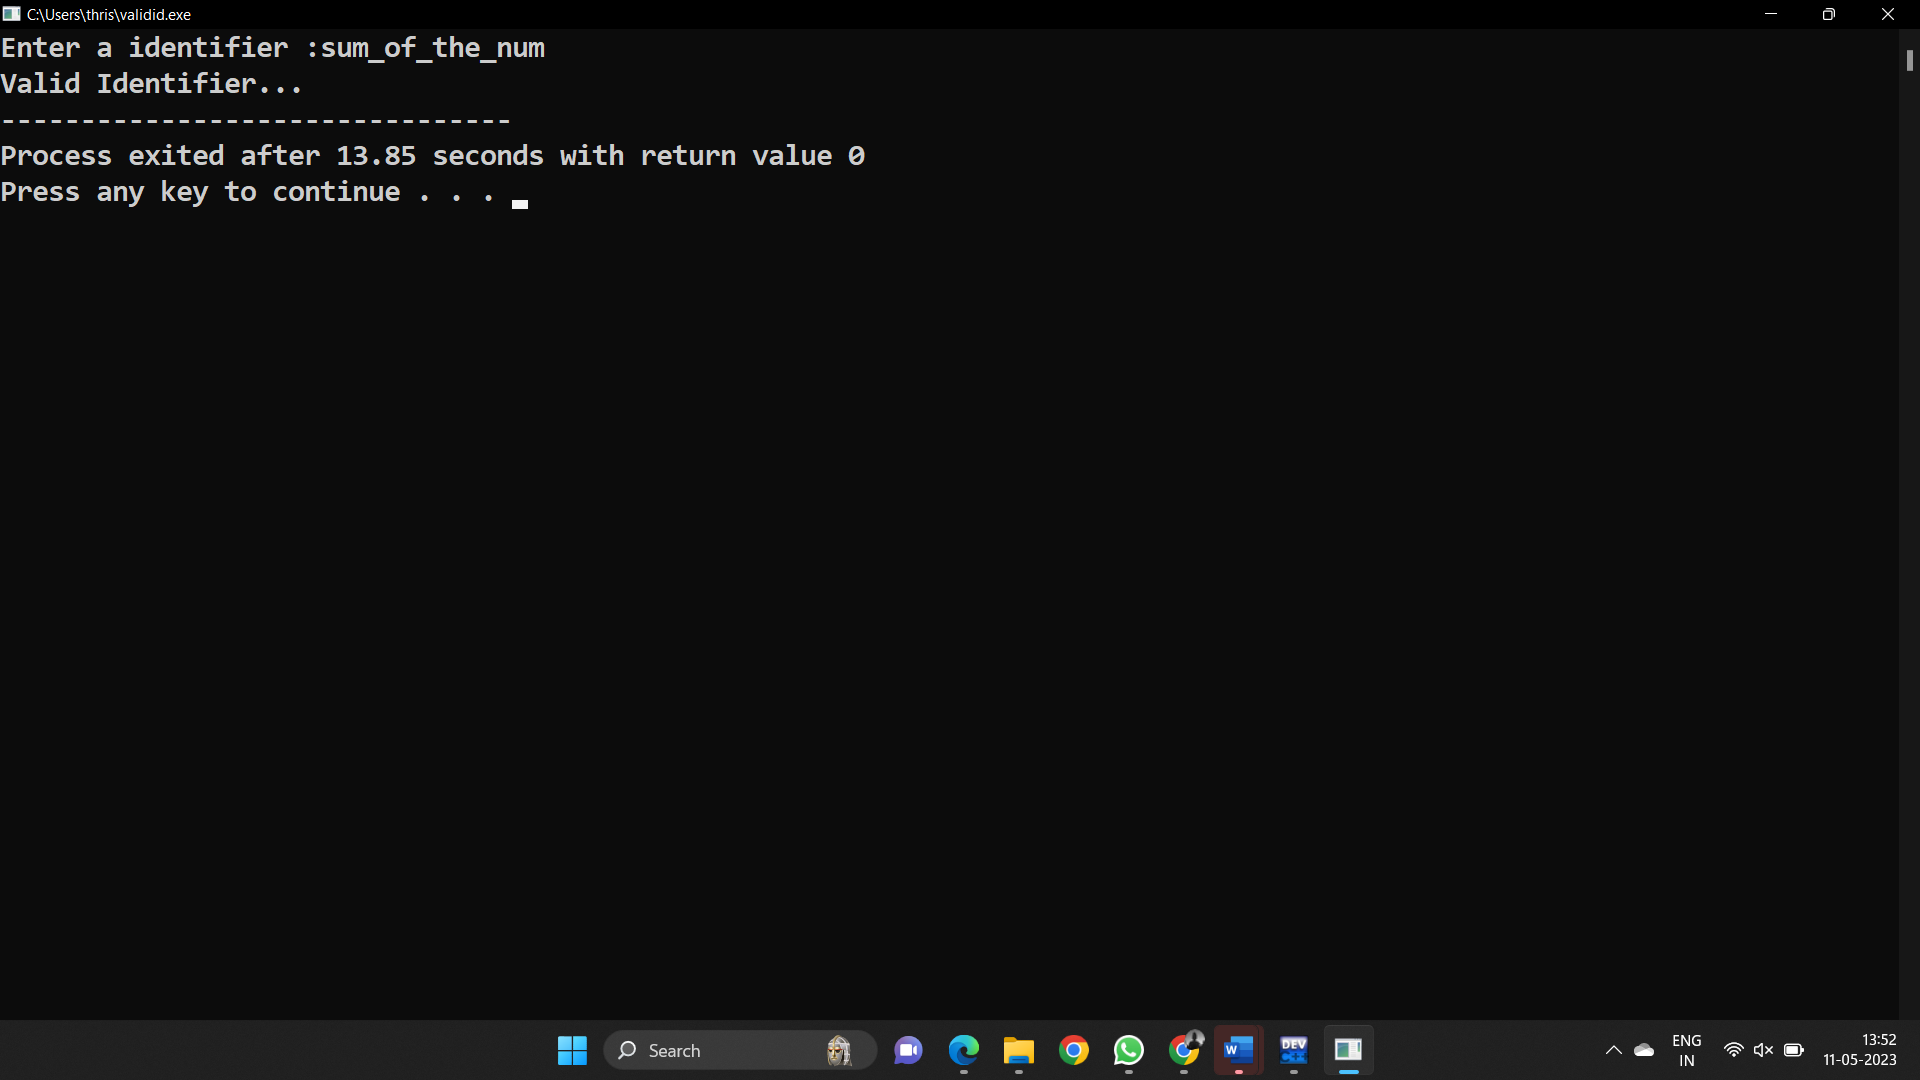 C:\Users\thris\validid.exe
Enter a identifier :sum_of_the_num
Valid Identifier...
--------------------------------
Process exited after 13.85 seconds with return value 0
Press any key to continue . . .
Search
W
DEV
C++
ENG
IN
13:52
11-05-2023